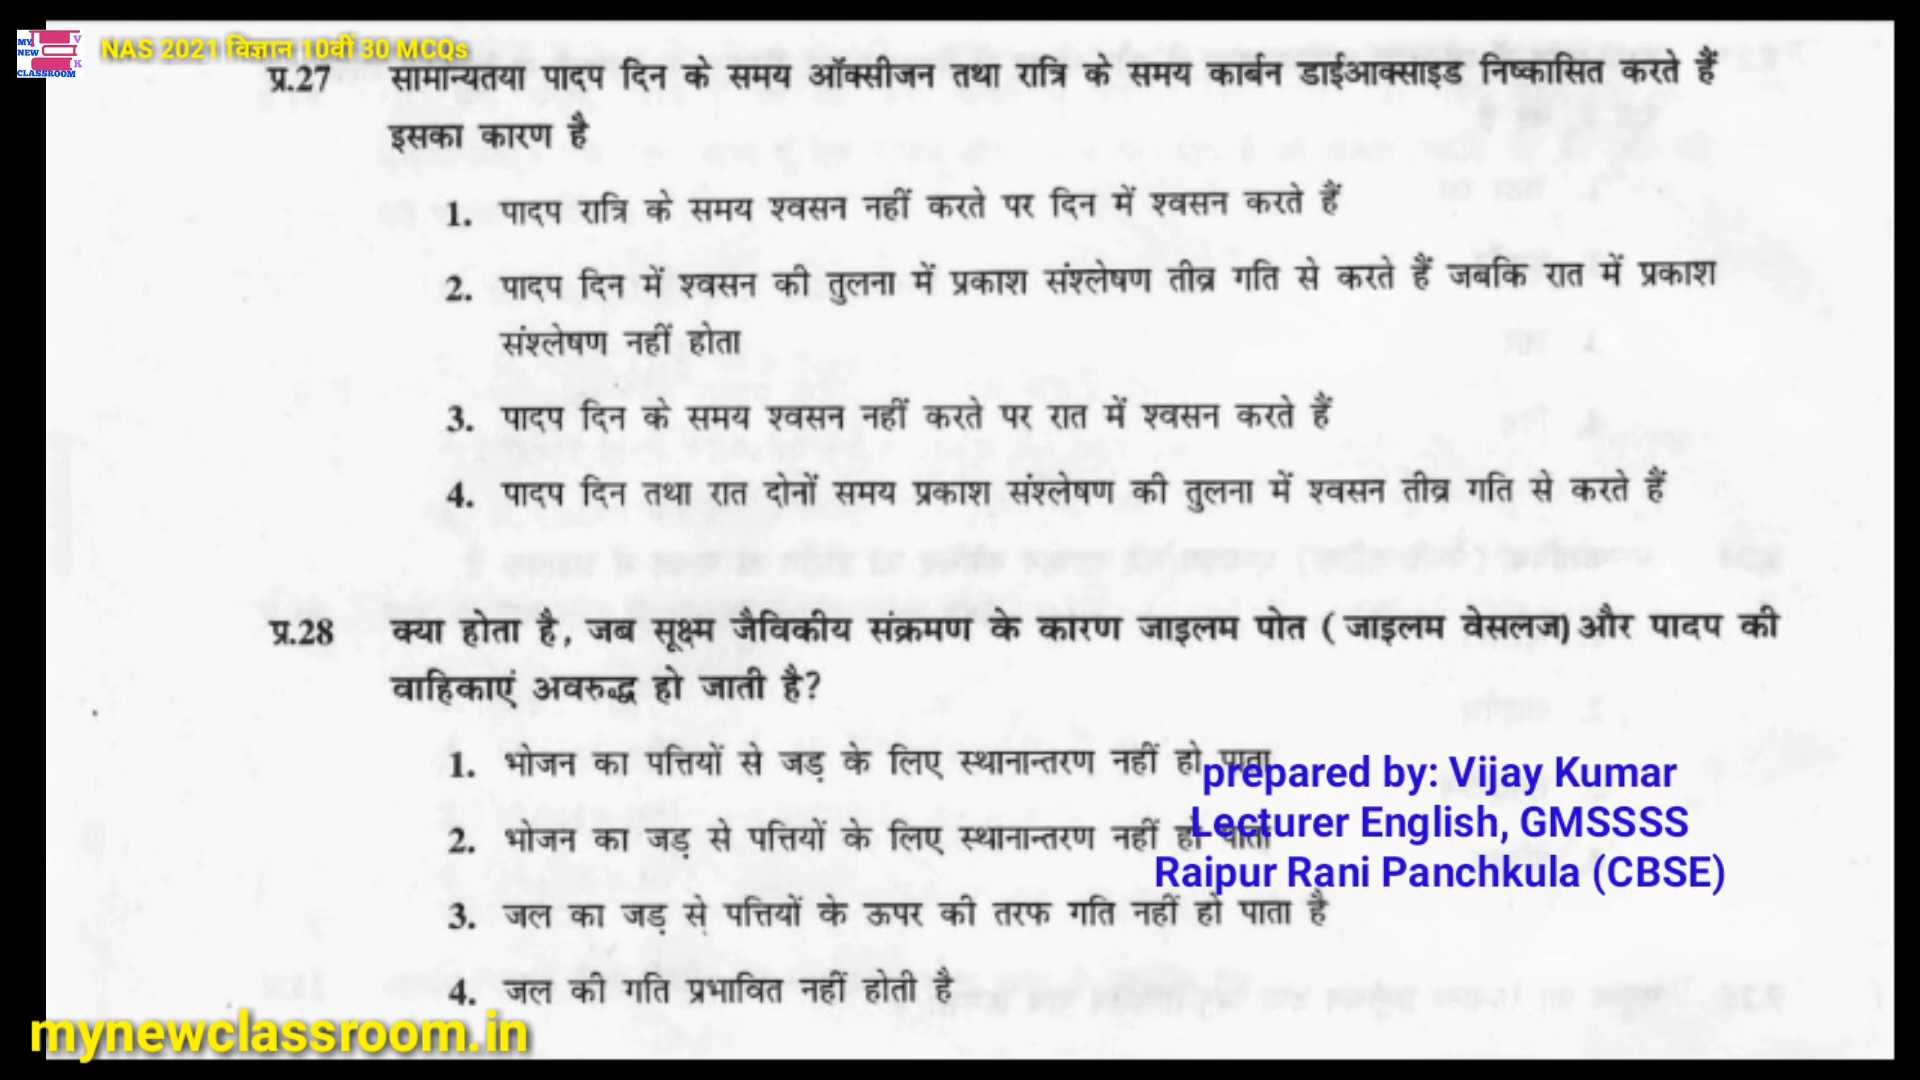 MY NEW CLASSROOM V K
NAS 2021 विज्ञान 10वीं 30 MCQs
प्र.27 सामान्यतया पादप दिन के समय ऑक्सीजन तथा रात्रि के समय कार्बन डाईआक्साइड निष्कासित करते हैं
इसका कारण है
1. पादप रात्रि के समय श्वसन नहीं करते पर दिन में श्वसन करते हैं
2. पादप दिन में श्वसन की तुलना में प्रकाश संश्लेषण तीव्र गति से करते हैं जबकि रात में प्रकाश
संश्लेषण नहीं होता
3. पादप दिन के समय श्वसन नहीं करते पर रात में श्वसन करते हैं
4. पादप दिन तथा रात दोनों समय प्रकाश संश्लेषण की तुलना में श्वसन तीव्र गति से करते हैं
प्र.28 क्या होता है, जब सूक्ष्म जैविकीय संक्रमण के कारण जाइलम पोत (जाइलम वेसलज) और पादप की
वाहिकाएं अवरुद्ध हो जाती है?
1. भोजन का पत्तियों से जड़ के लिए स्थानान्तरण नहीं हो पाता
prepared by: Vijay Kumar
2. भोजन का जड़ से पत्तियों के लिए स्थानान्तरण नहीं हो पाता
Lecturer English, GMSSSS
Raipur Rani Panchkula (CBSE)
3. जल का जड़ से पत्तियों के ऊपर की तरफ गति नहीं हो पाता है
4. जल की गति प्रभावित नहीं होती है
mynewclassroom.in